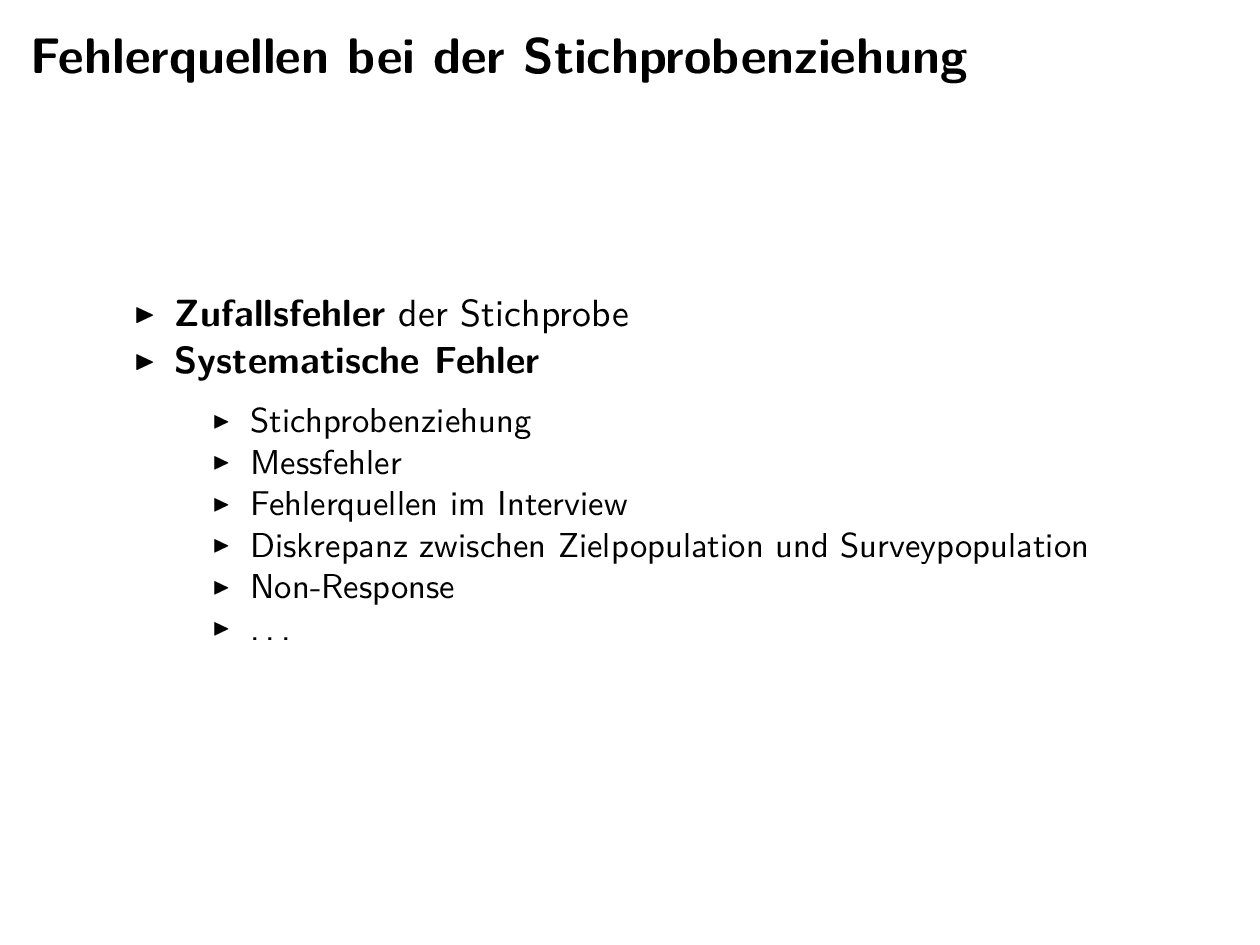 Fehlerquellen bei der Stichprobenziehung
▶ Zufallsfehler der Stichprobe
▶ Systematische Fehler
▶ Stichprobenziehung
▶ Messfehler
▶ Fehlerquellen im Interview
▶ Diskrepanz zwischen Zielpopulation und Surveypopulation
▶ Non-Response
▶ . . .